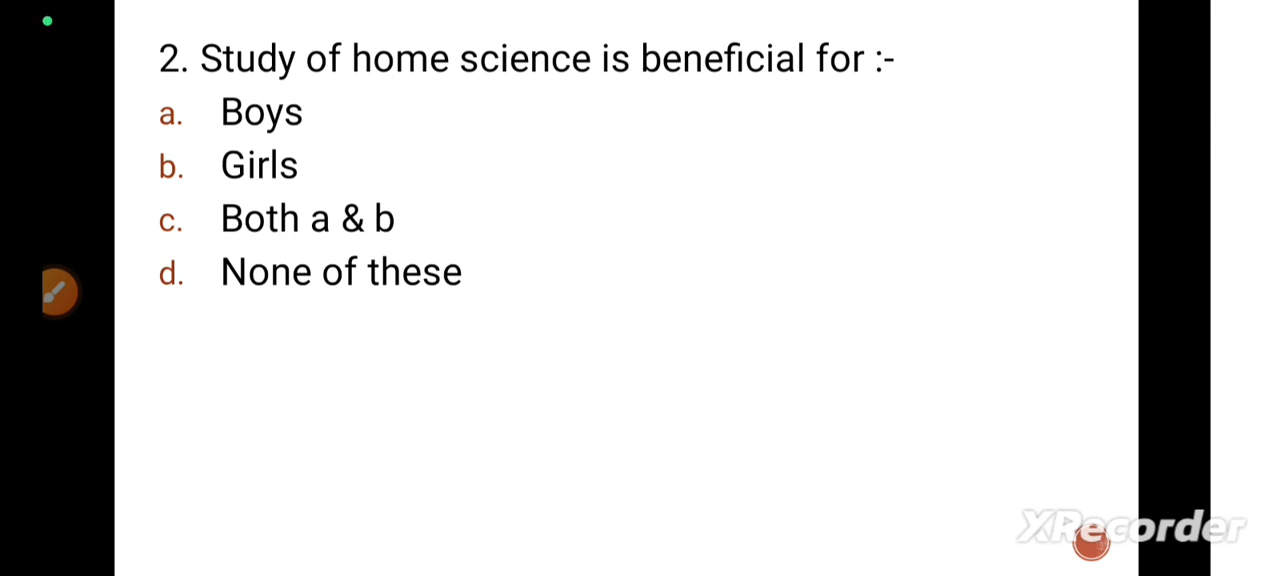 2. Study of home science is beneficial for :-
a. Boys
b. Girls
c. Both a & b
d. None of these
XRecorder